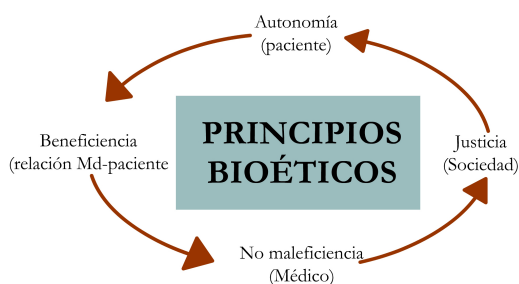 Autonomía
(paciente)
Beneficiencia
(relación Md-paciente
PRINCIPIOS
BIOÉTICOS
Justicia
(Sociedad)
No maleficiencia
(Médico)